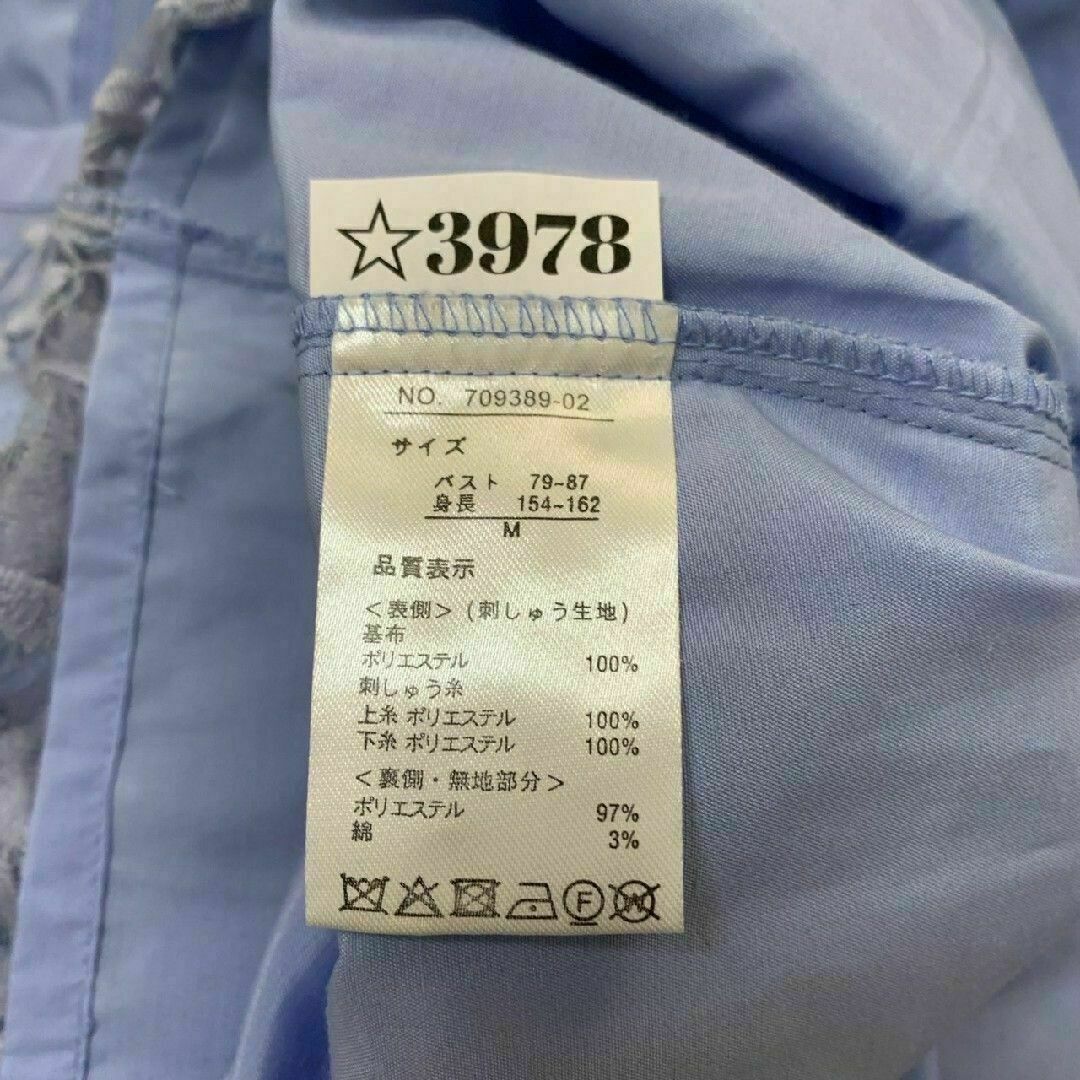 ☆3978
NO. 709389-02
サイズ
バスト 79~87
身長 154~162
M
品質表示
<表側>(刺しゅう生地)
基布
ポリエステル 100%
刺しゅう糸
上糸 ポリエステル 100%
下糸 ポリエステル 100%
<裏側・無地部分>
ポリエステル 97%
綿 3%
F
W